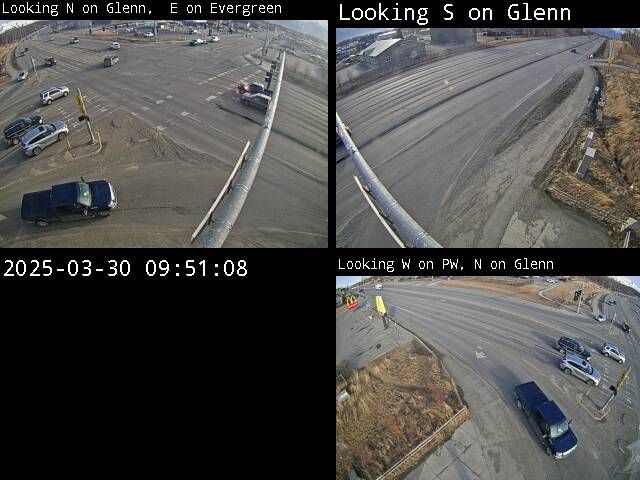 Looking N on Glenn,  E on Evergreen
Looking S on Glenn
2025-03-30 09:51:08
Looking W on PW, N on Glenn